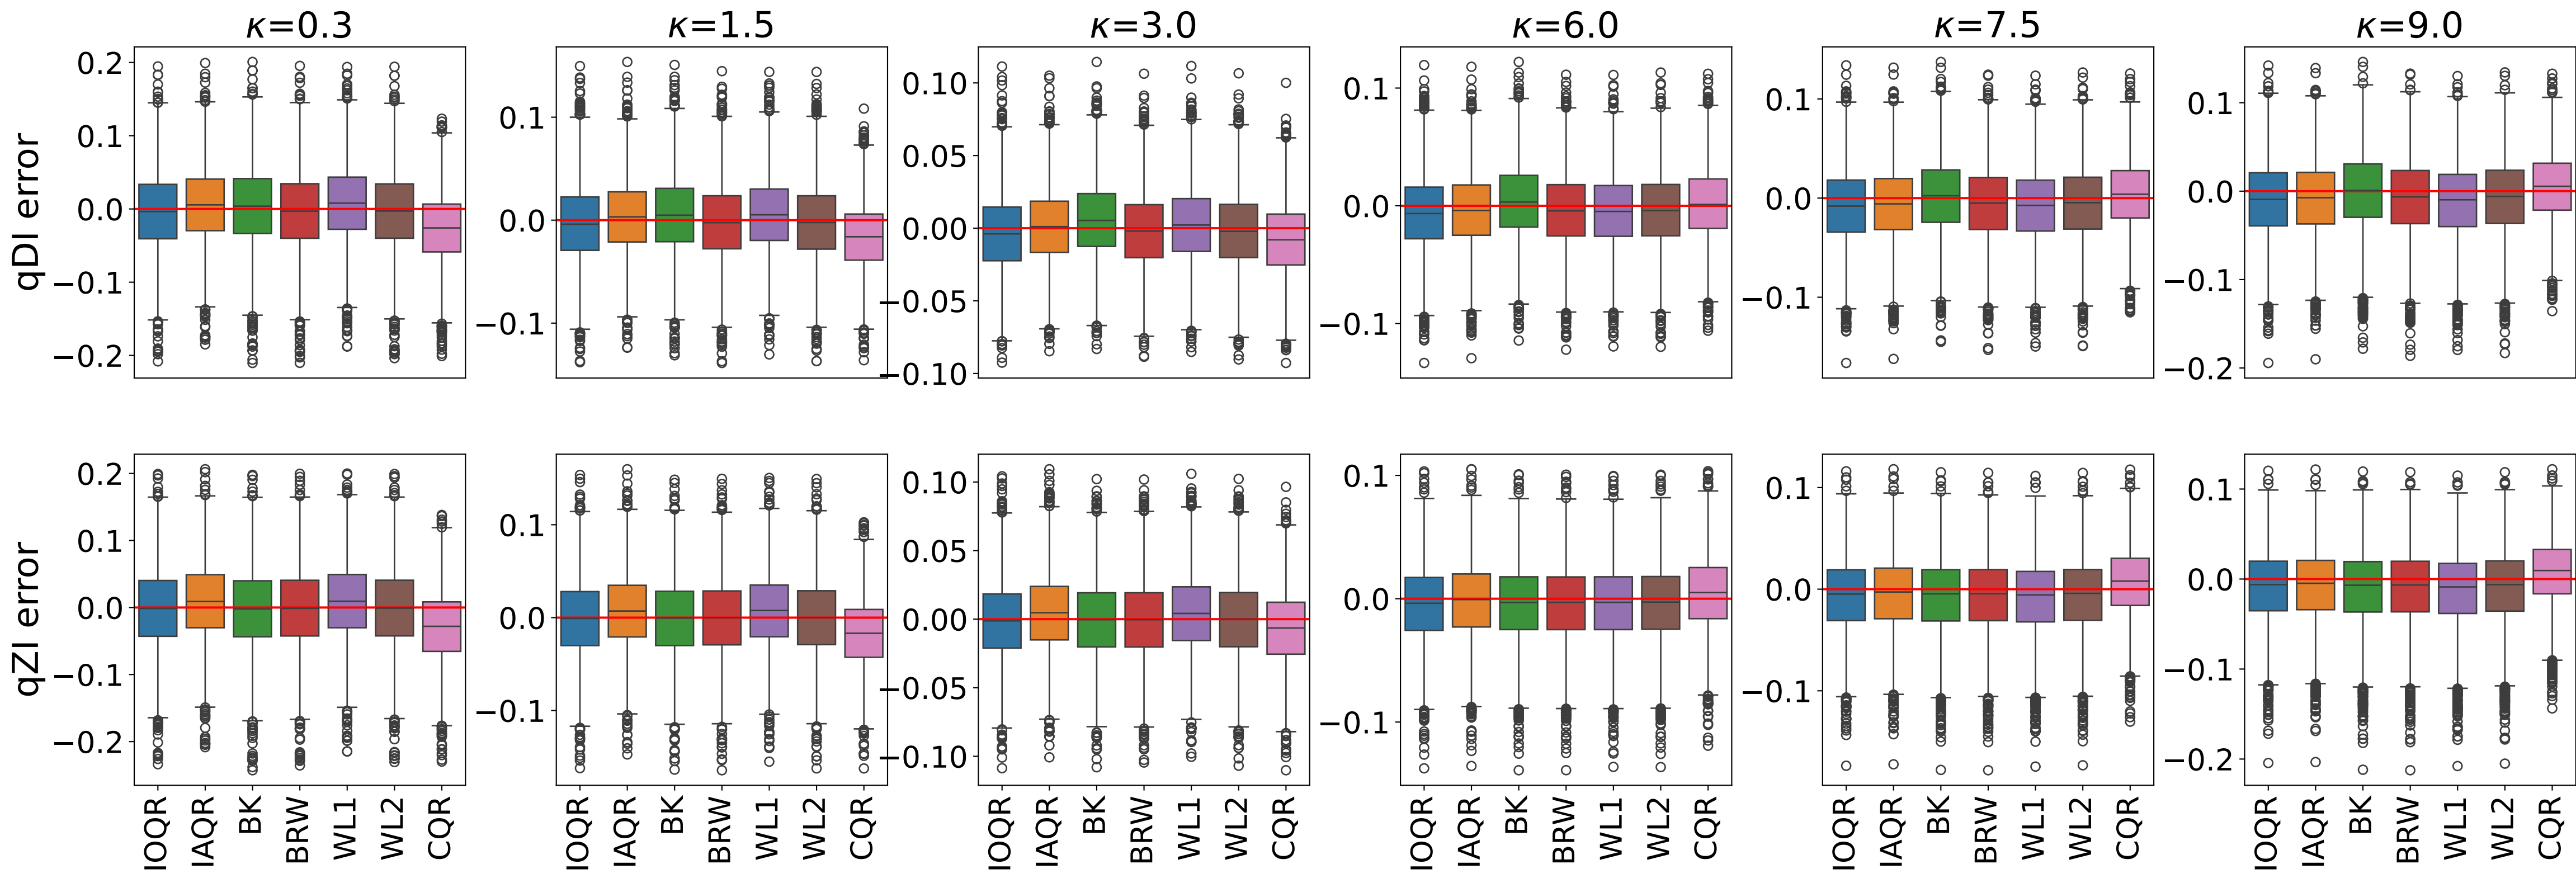 κ=0.3 κ=1.5 κ=3.0 κ=6.0 κ=7.5 κ=9.0
qDI error
0.2 0.1 0.0 −0.1 −0.2
0.1 0.0 −0.1
0.10 0.05 0.00 −0.05 −0.10
0.1 0.0 −0.1
0.1 0.0 −0.1
0.1 0.0 −0.1 −0.2
qZI error
0.2 0.1 0.0 −0.1 −0.2
0.1 0.0 −0.1
0.10 0.05 0.00 −0.05 −0.10
0.1 0.0 −0.1
0.1 0.0 −0.1
0.1 0.0 −0.1 −0.2
IOQR IAQR BK BRW WL1 WL2 CQR
IOQR IAQR BK BRW WL1 WL2 CQR
IOQR IAQR BK BRW WL1 WL2 CQR
IOQR IAQR BK BRW WL1 WL2 CQR
IOQR IAQR BK BRW WL1 WL2 CQR
IOQR IAQR BK BRW WL1 WL2 CQR